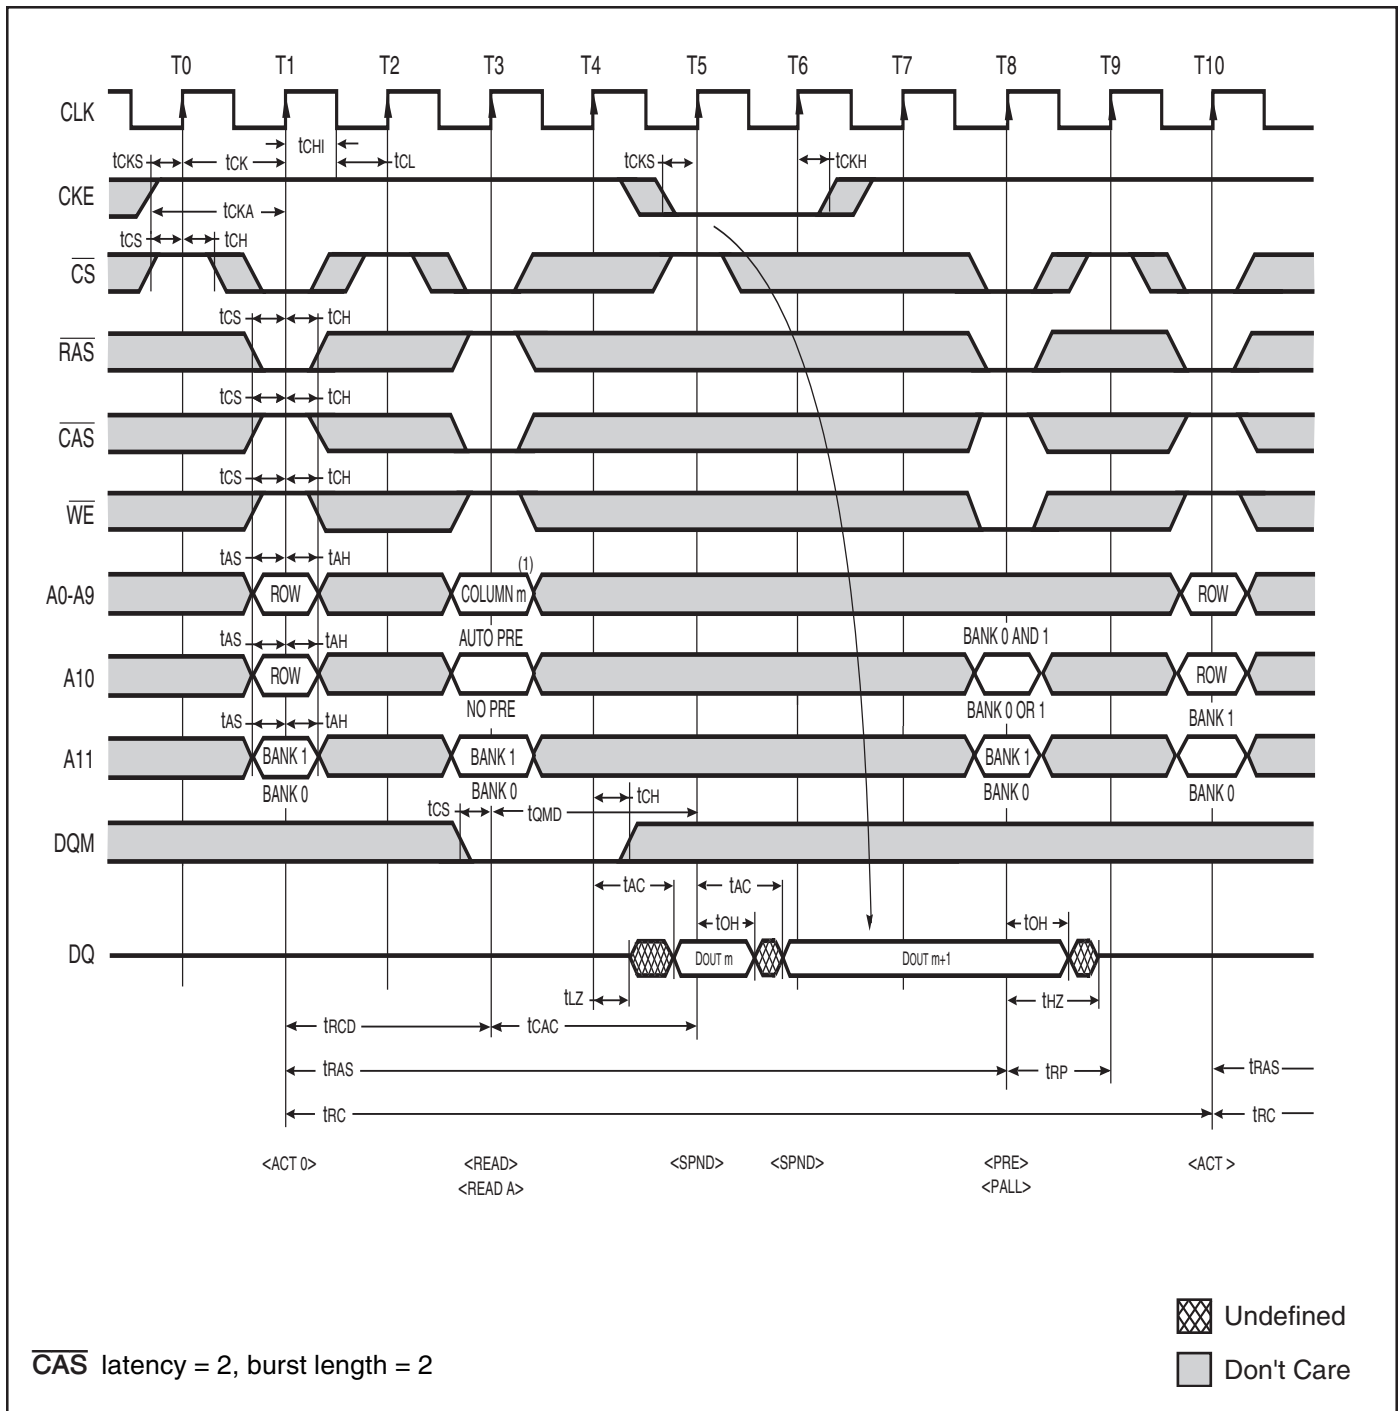 T0 T1 T2 T3 T4 T5 T6 T7 T8 T9 T10
CLK
tCHI
tCKS tCK tCL tCKS tCKH
CKE
tCKA
tCS tCH
CS
tCS tCH
RAS
tCS tCH
CAS
tCS tCH
WE
tAS tAH (1)
A0-A9 ROW COLUMN m ROW
tAS tAH AUTO PRE BANK 0 AND 1
A10 ROW ROW
NO PRE BANK 0 OR 1 BANK 1
tAS tAH
A11 BANK 1 BANK 1 BANK 1
BANK 0 BANK 0 BANK 0 BANK 0
tCS tQMD tCH
DQM
tAC tAC
tOH tOH
DQ DOUT m DOUT m+1
tLZ tHZ
tRCD tCAC
tRAS tRP tRAS
tRC tRC
<ACT 0> <READ> <SPND> <SPND> <PRE> <ACT >
<READ A> <PALL>
Undefined
CAS latency = 2, burst length = 2
Don't Care